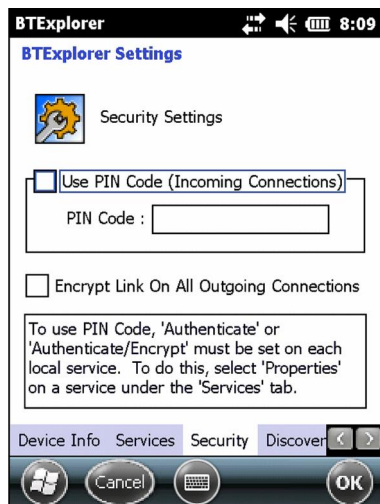 BTExplorer 8:09
BTExplorer Settings
Security Settings
Use PIN Code (Incoming Connections)
PIN Code :
Encrypt Link On All Outgoing Connections
To use PIN Code, 'Authenticate' or
'Authenticate/Encrypt' must be set on each
local service. To do this, select 'Properties'
on a service under the 'Services' tab.
Device Info Services Security Discover
Cancel OK